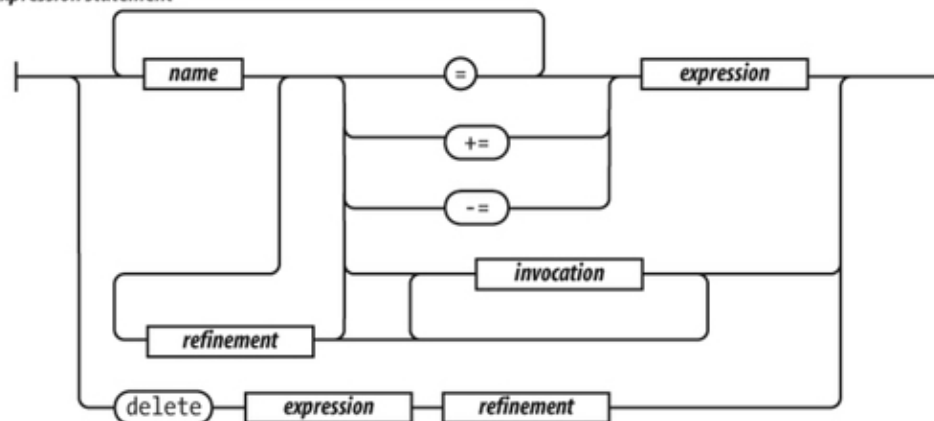 name = expression
+=
-=
invocation
refinement
delete expression refinement